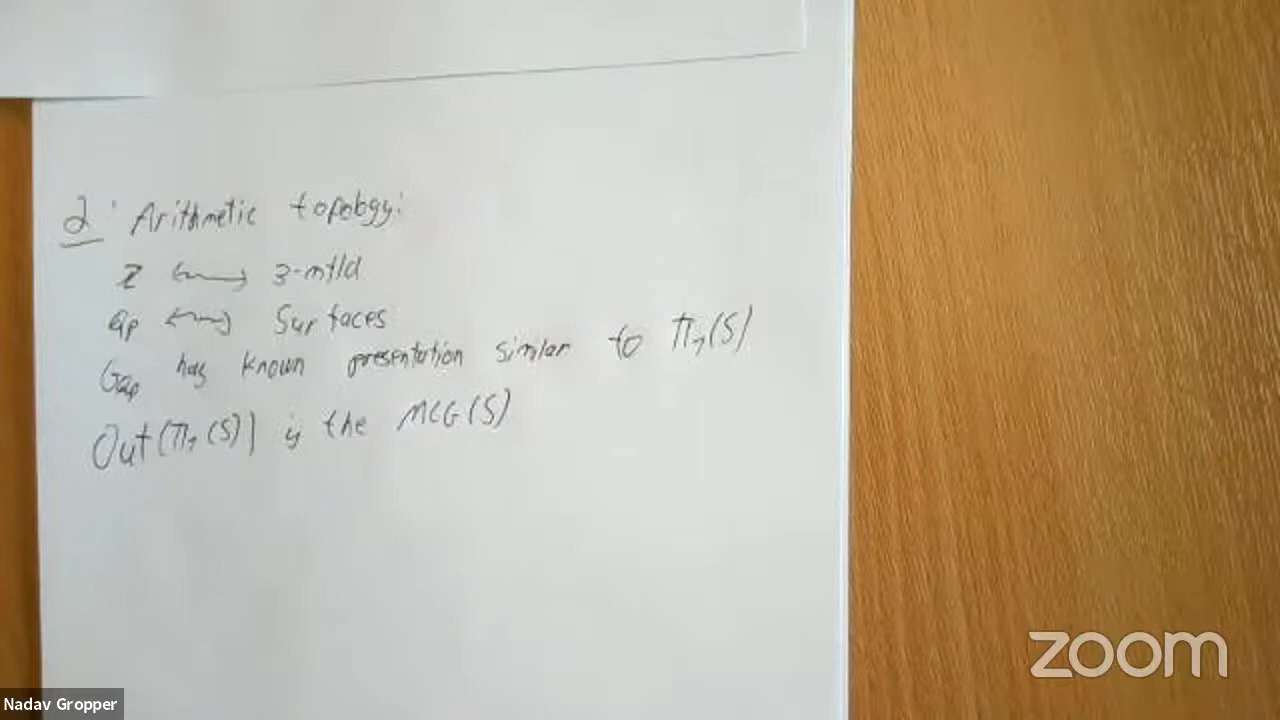 2: Arithmetic topology:
Z ⟷ 3-mfld
Qp ⟷ Surfaces
G_Qp has known presentation similar to π₁(S)
Out(π₁(S)) is the MCG(S)
zoom
Nadav Gropper